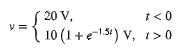 v = { 20 V, t < 0
10 (1 + e^{-1.5t}) V, t > 0